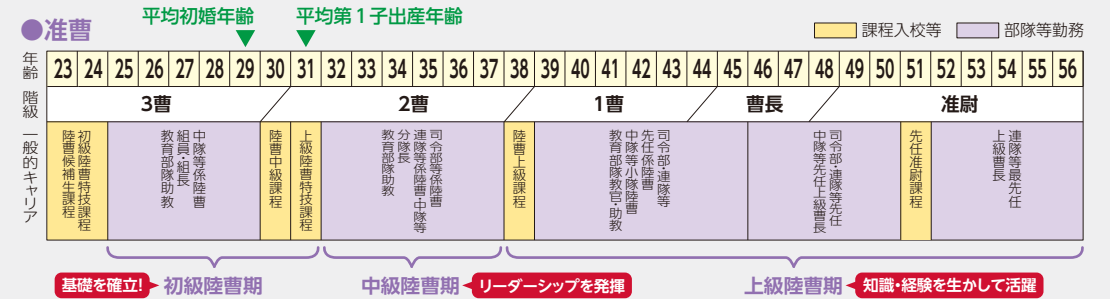 平均初婚年齢
平均第1子出産年齢
●准曹
課程入校等
部隊等勤務
年齢
23 24 25 26 27 28 29 30 31 32 33 34 35 36 37 38 39 40 41 42 43 44 45 46 47 48 49 50 51 52 53 54 55 56
階級
3曹
2曹
1曹
曹長
准尉
一般的キャリア
初級陸曹特技課程
陸曹候補生課程
中隊等係陸曹
組員・組長
教育部隊助教
陸曹中級課程
上級陸曹特技課程
司令部等係陸曹
連隊等係陸曹・中隊等
分隊長
教育部隊助教
陸曹上級課程
司令部・連隊等
先任係陸曹
中隊等小隊陸曹
教育部隊教官・助教
司令部・連隊等先任
中隊等先任上級曹長
先任准尉課程
連隊等最先任
上級曹長
基礎を確立!
初級陸曹期
中級陸曹期
リーダーシップを発揮
上級陸曹期
知識・経験を生かして活躍